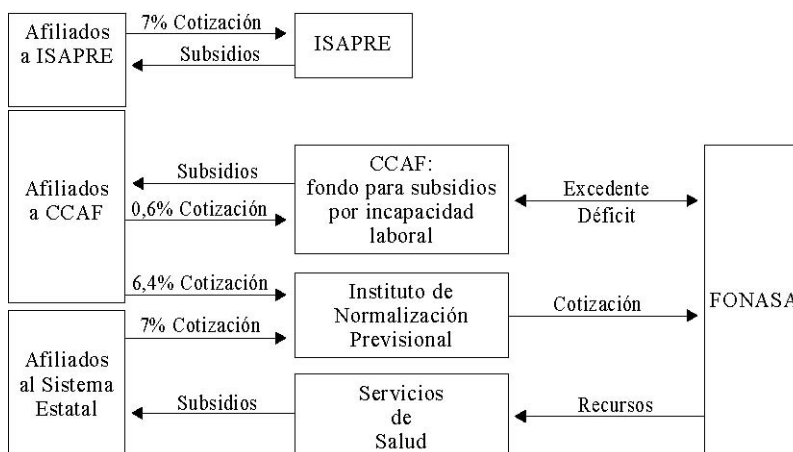 Afiliados
a ISAPRE
7% Cotización
Subsidios
ISAPRE
Afiliados
a CCAF
Subsidios
0,6% Cotización
CCAF:
fondo para subsidios
por incapacidad
laboral
Excedente
Déficit
6,4% Cotización
7% Cotización
Instituto de
Normalización
Previsional
Cotización
FONASA
Afiliados
al Sistema
Estatal
Subsidios
Servicios
de
Salud
Recursos